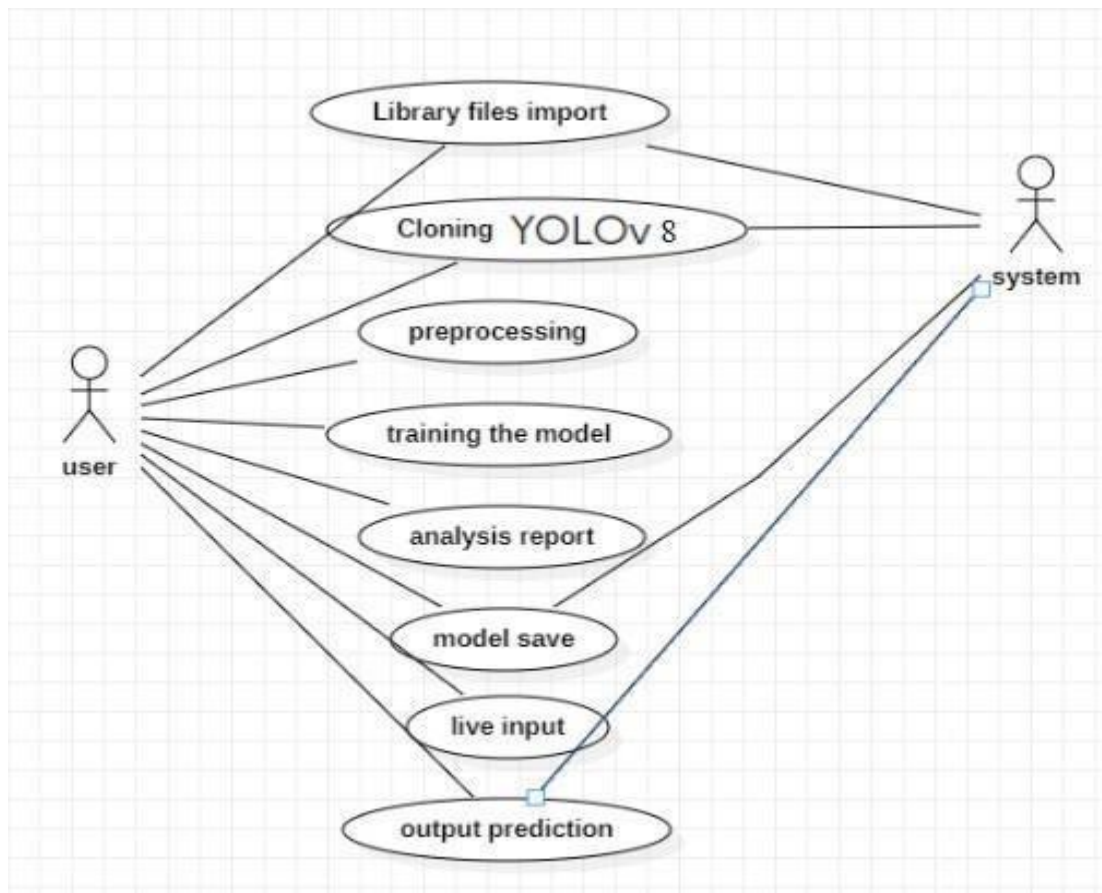 Library files import
Cloning YOLOv 8
system
preprocessing
training the model
user
analysis report
model save
live input
output prediction